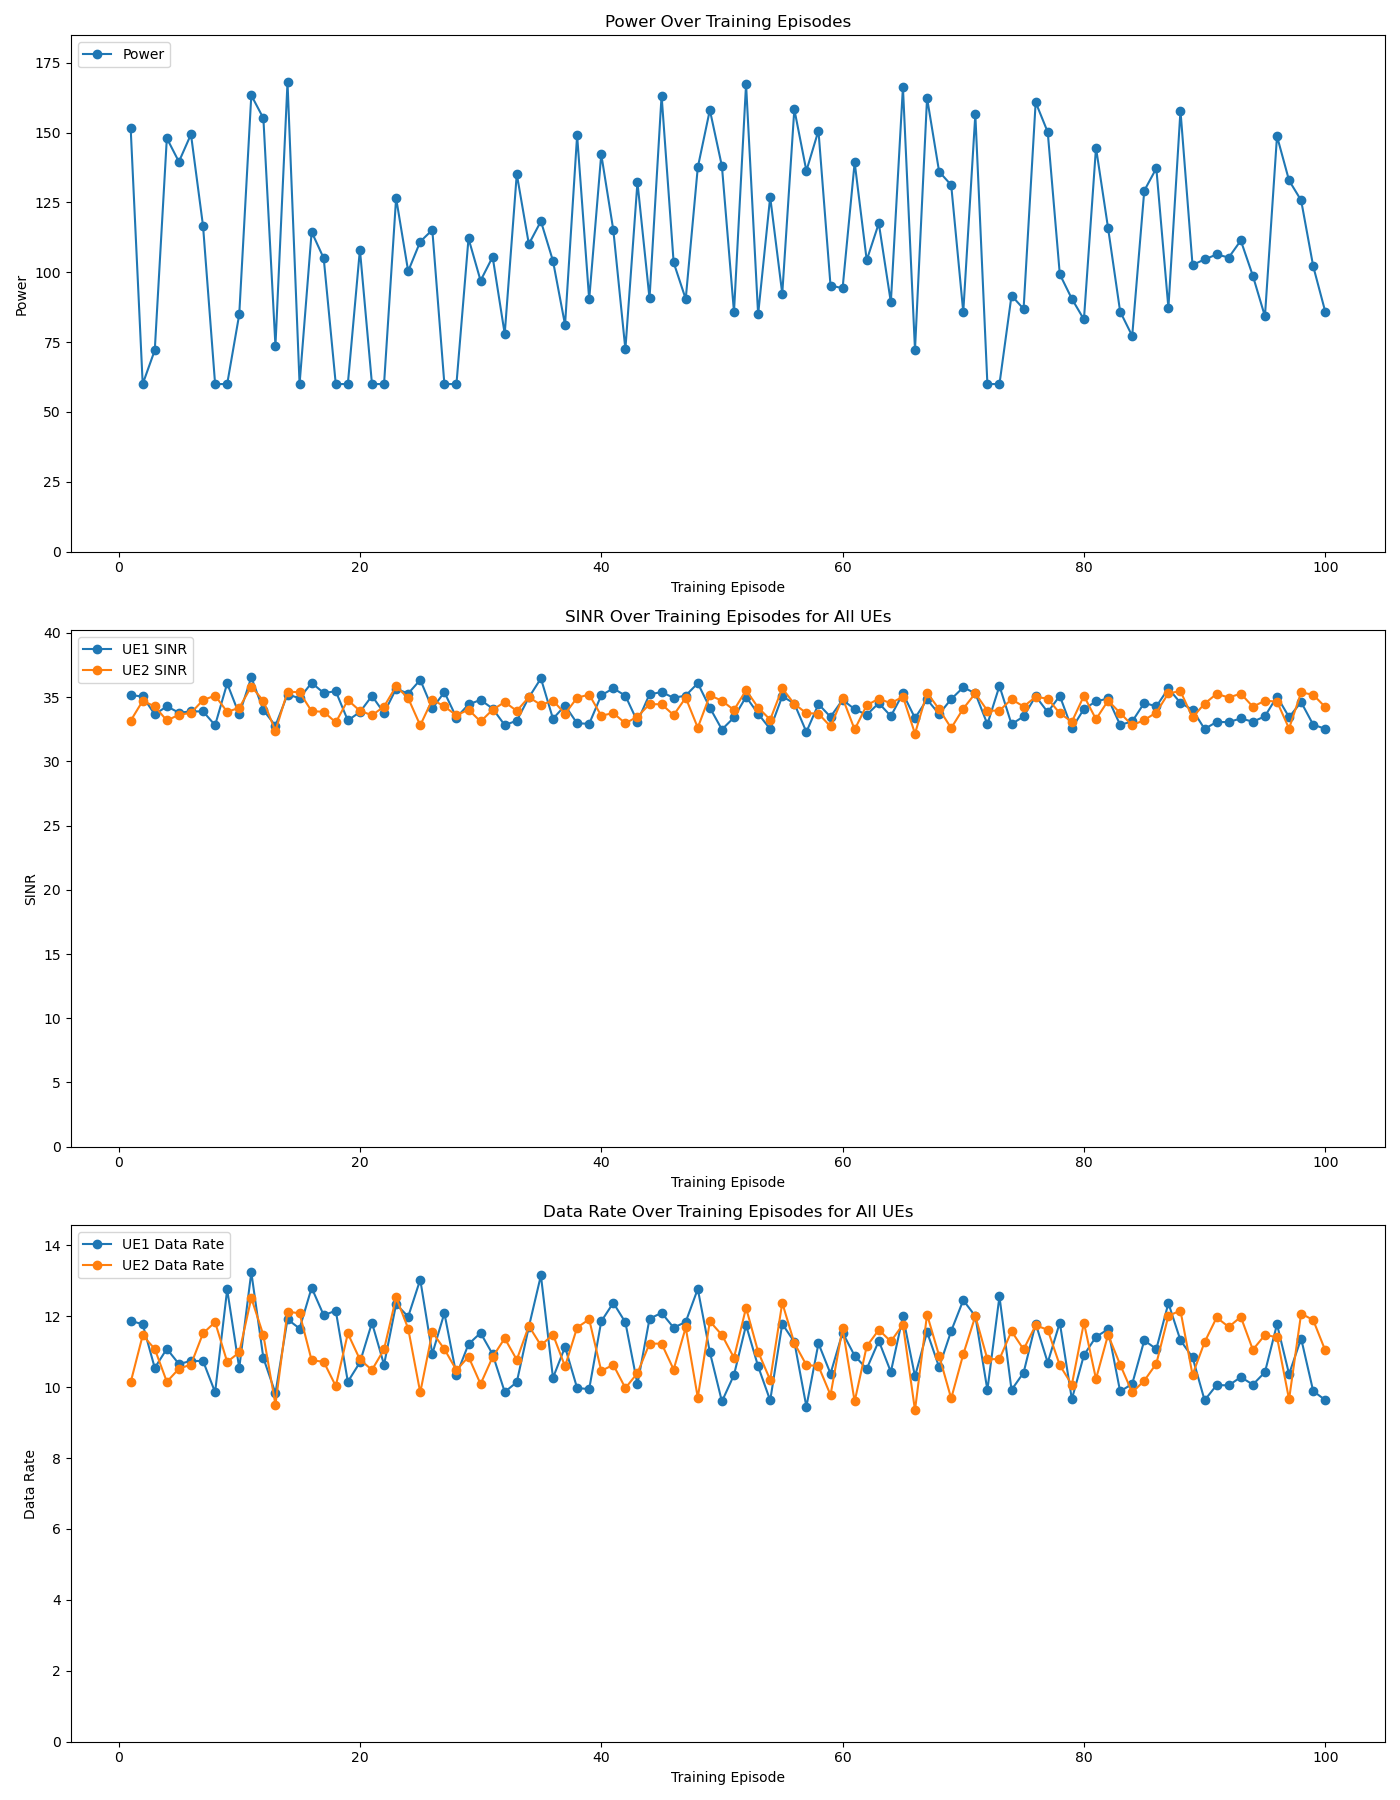 Power Over Training Episodes
Power
175
150
125
100
75
50
25
0
Power
0 20 40 60 80 100
Training Episode
SINR Over Training Episodes for All UEs
UE1 SINR
UE2 SINR
40
35
30
25
20
15
10
5
0
SINR
0 20 40 60 80 100
Training Episode
Data Rate Over Training Episodes for All UEs
UE1 Data Rate
UE2 Data Rate
14
12
10
8
6
4
2
0
Data Rate
0 20 40 60 80 100
Training Episode